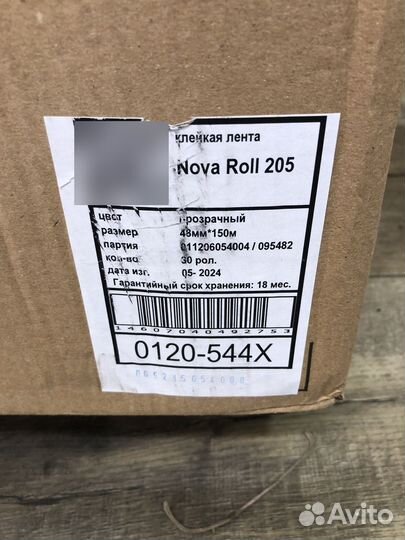 клейкая лента
Nova Roll 205
цвет прозрачный
размер 48мм*150м
партия 011206054004 / 095482
кол-во 30 рол.
дата изг. 05- 2024
Гарантийный срок хранения: 18 мес.
14607040492753
0120-544X
Avito